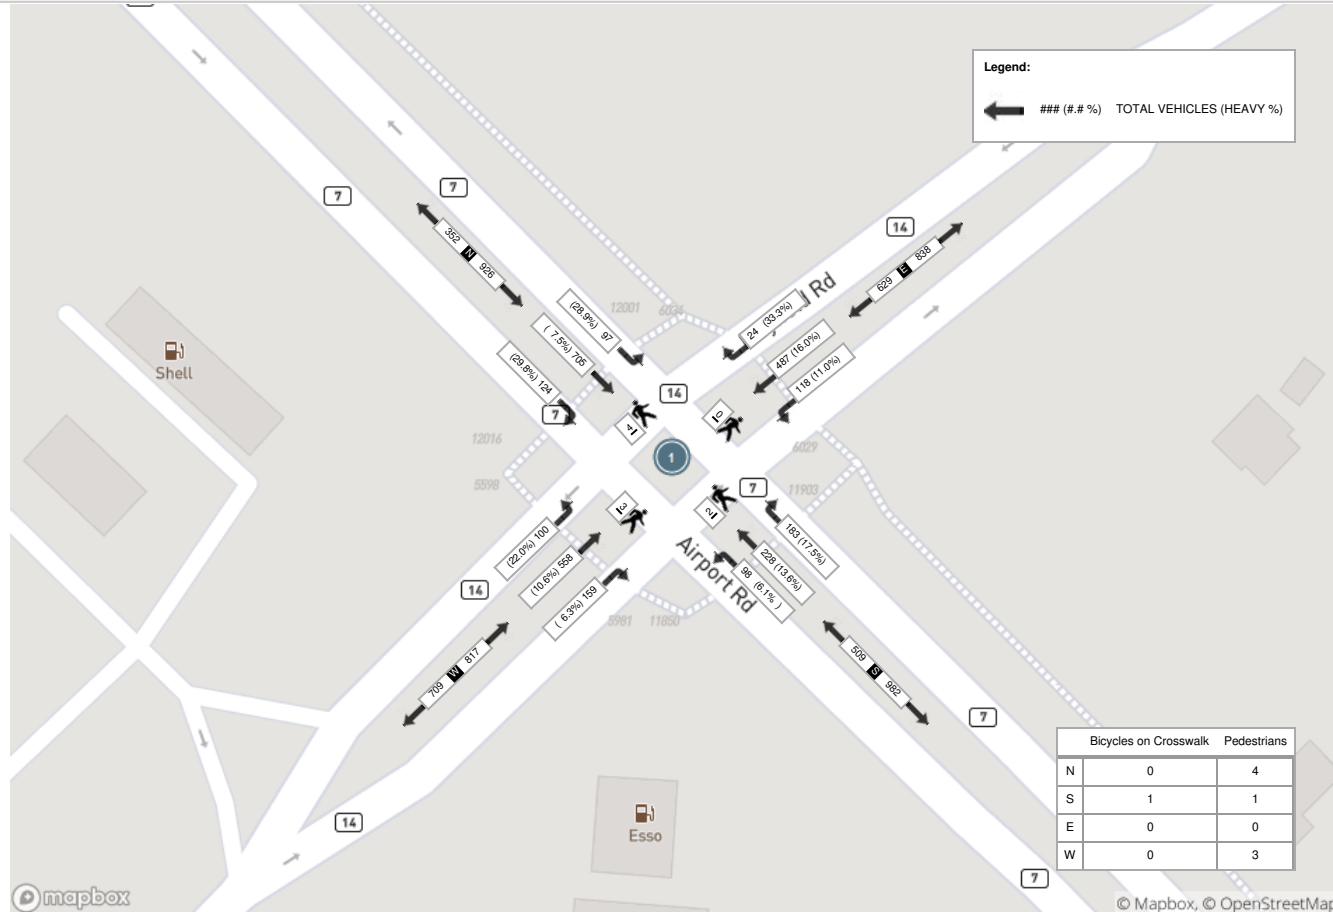 Legend:
### (#.# %) TOTAL VEHICLES (HEAVY %)
7
7
14
352 N 926
629 E 838
(28.9%) 97
( 7.5%) 705
(29.8%) 124
24 (33.3%)
487 (16.0%)
118 (11.0%)
l Rd
12001
Shell
14
7
4
0
1
12016
5598
6029
7
11903
3
2
(22.0%) 100
(10.6%) 558
( 6.3%) 159
183 (17.5%)
228 (13.6%)
98 (6.1% )
Airport Rd
14
5981
11850
709 W 817
509 S 982
7
14
Esso
7
Bicycles on Crosswalk Pedestrians
N 0 4
S 1 1
E 0 0
W 0 3
mapbox
© Mapbox, © OpenStreetMap